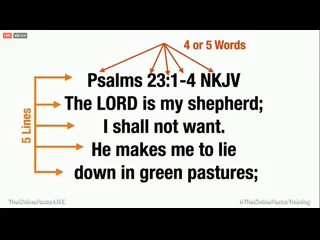 LIVE
4 or 5 Words
Psalms 23:1-4 NKJV
The LORD is my shepherd;
I shall not want.
He makes me to lie
down in green pastures;
5 Lines
TheOnlinePastorLIVE
#TheOnlinePastorTraining